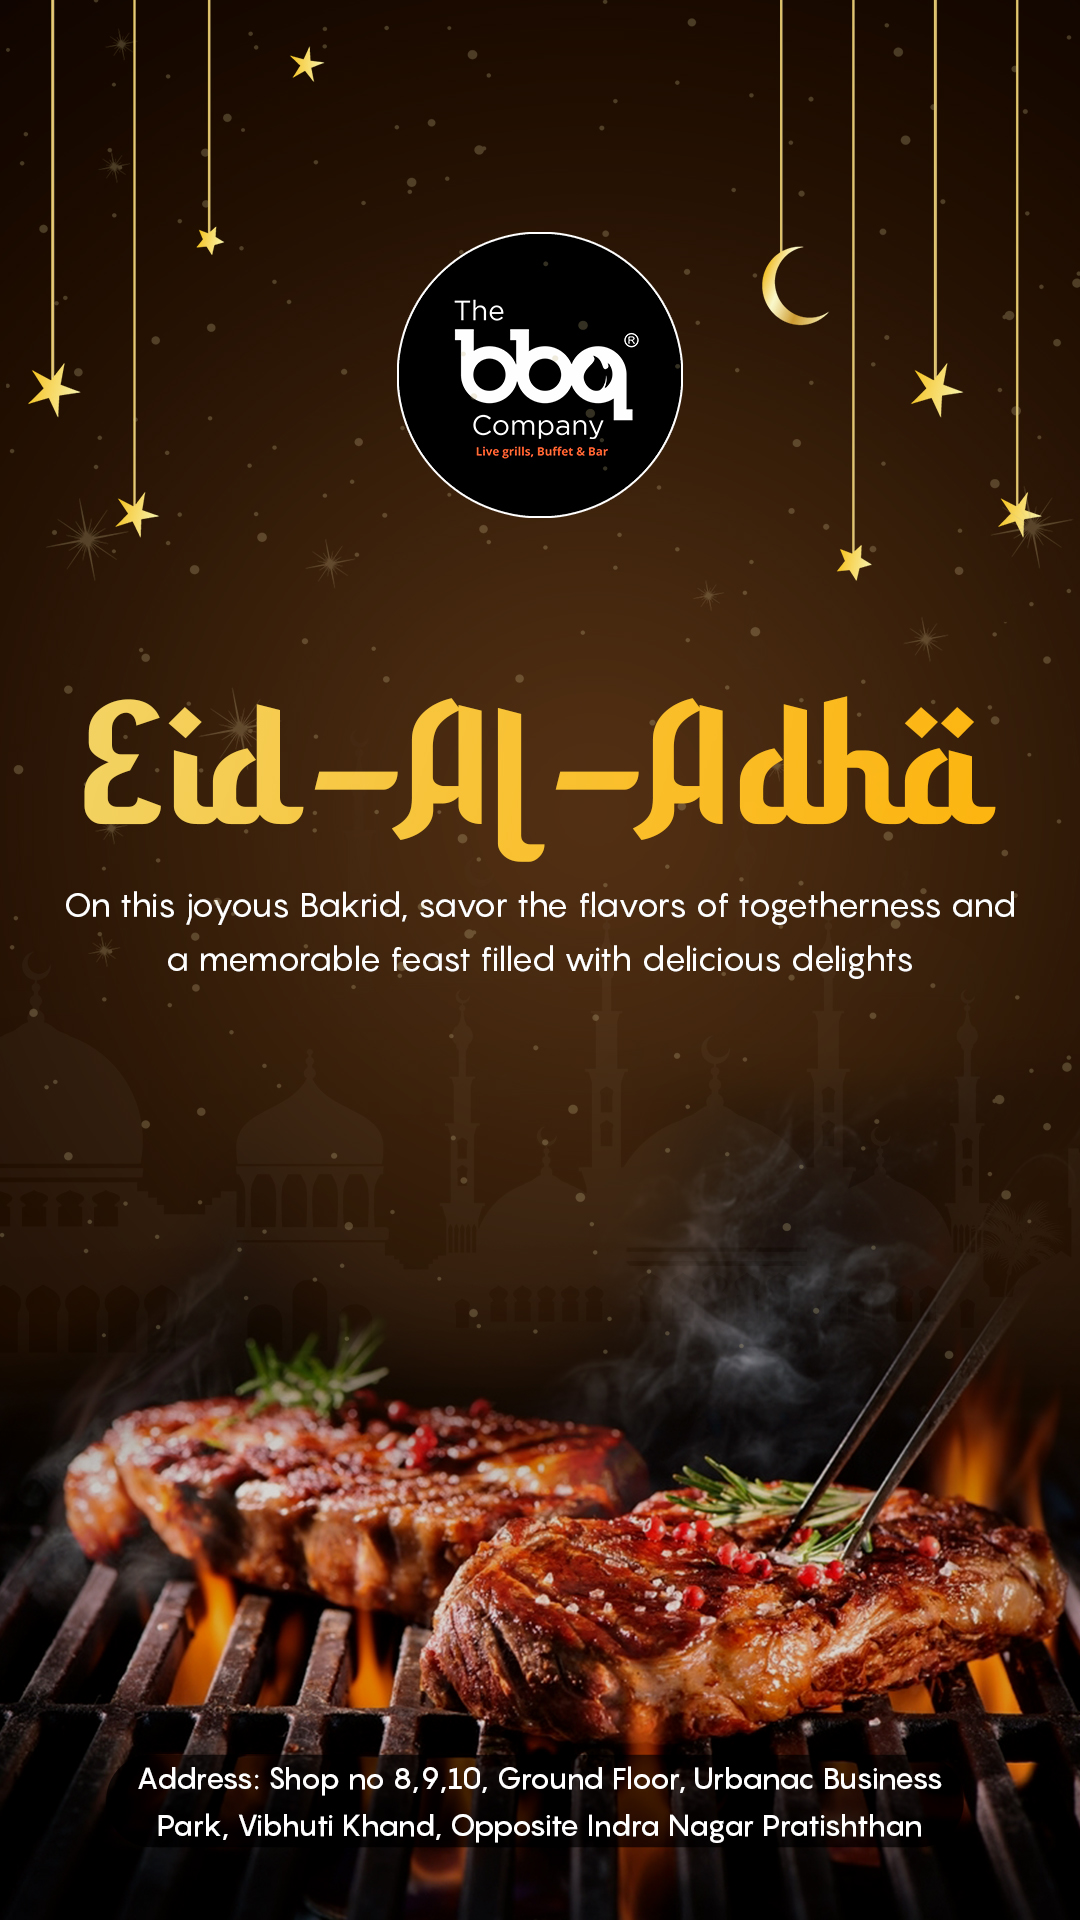 The
bbq®
Company
Live grills, Buffet & Bar
Eid-Al-Adhä
On this joyous Bakrid, savor the flavors of togetherness and
a memorable feast filled with delicious delights
Address: Shop no 8,9,10, Ground Floor, Urbanac Business
Park, Vibhuti Khand, Opposite Indra Nagar Pratishthan